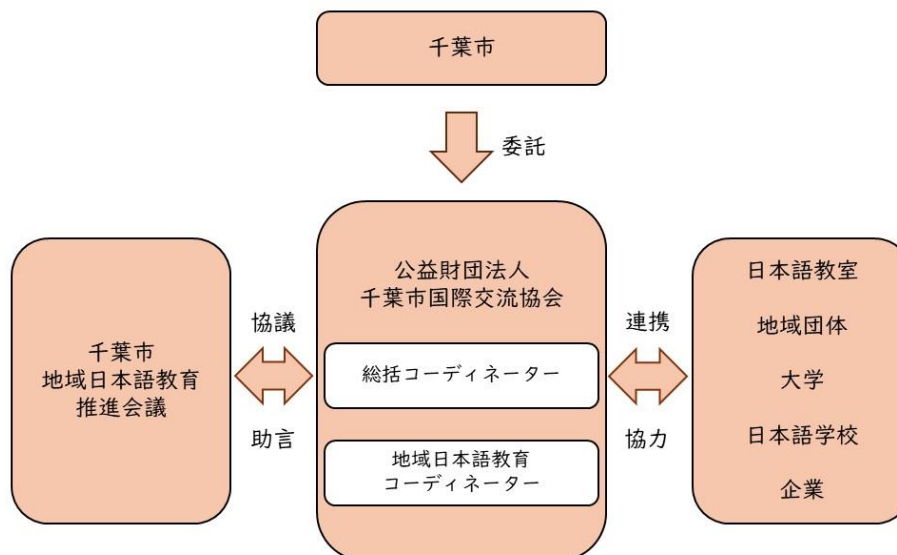 千葉市
委託
千葉市
地域日本語教育
推進会議
協議
助言
公益財団法人
千葉市国際交流協会
総括コーディネーター
地域日本語教育
コーディネーター
連携
協力
日本語教室
地域団体
大学
日本語学校
企業